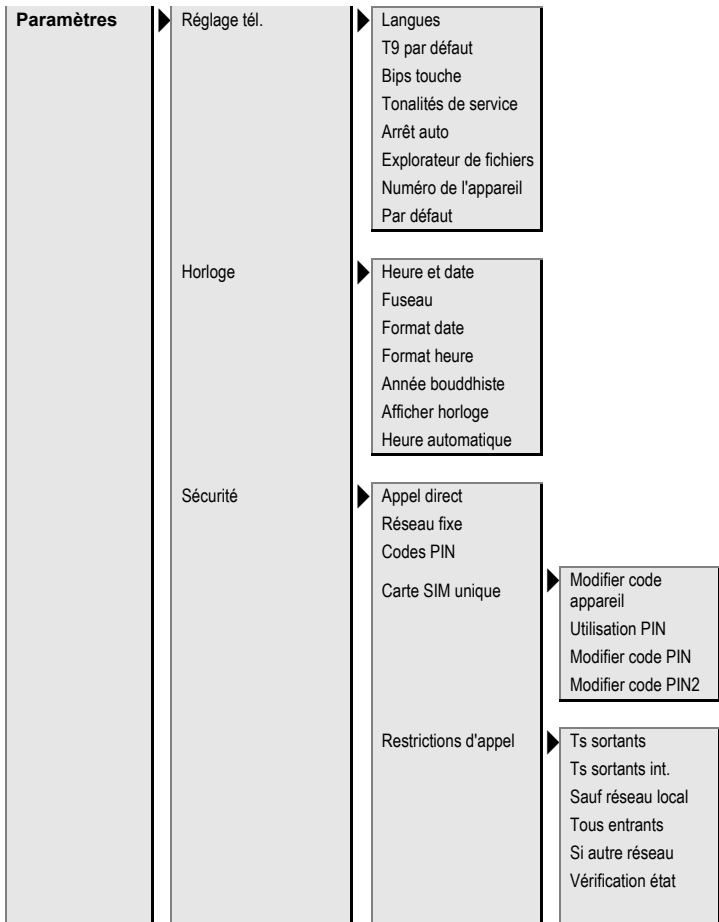 Paramètres
Réglage tél.
Langues
T9 par défaut
Bips touche
Tonalités de service
Arrêt auto
Explorateur de fichiers
Numéro de l'appareil
Par défaut
Horloge
Heure et date
Fuseau
Format date
Format heure
Année bouddhiste
Afficher horloge
Heure automatique
Sécurité
Appel direct
Réseau fixe
Codes PIN
Carte SIM unique
Modifier code
appareil
Utilisation PIN
Modifier code PIN
Modifier code PIN2
Restrictions d'appel
Ts sortants
Ts sortants int.
Sauf réseau local
Tous entrants
Si autre réseau
Vérification état